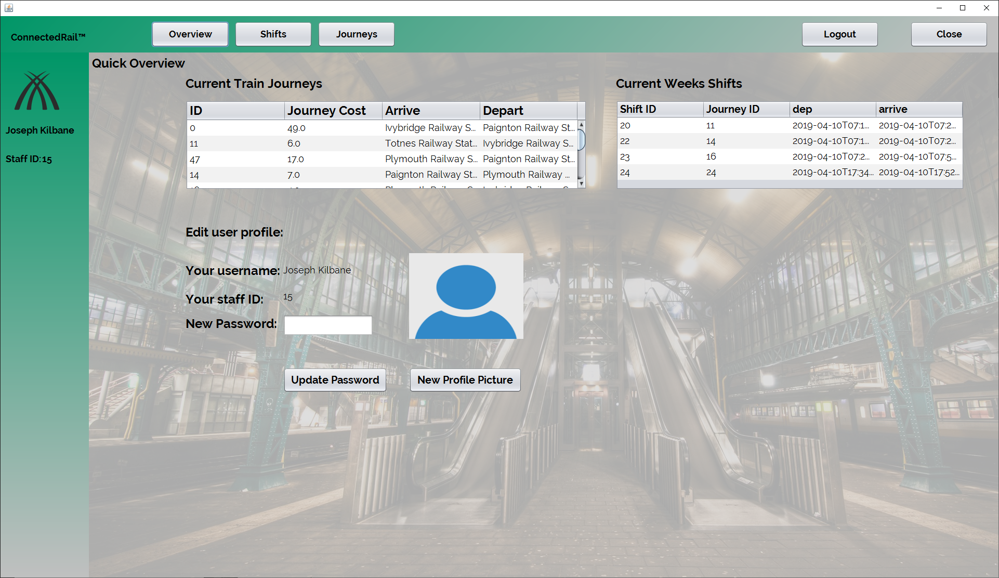 ConnectedRail™ Overview Shifts Journeys Logout Close
Joseph Kilbane
Staff ID: 15
Quick Overview
Current Train Journeys
ID Journey Cost Arrive Depart
0 49.0 Ivybridge Railway S... Paignton Railway St...
11 6.0 Totnes Railway Stat... Ivybridge Railway S...
47 17.0 Plymouth Railway S... Paignton Railway St...
14 7.0 Paignton Railway St... Plymouth Railway ...
Current Weeks Shifts
Shift ID Journey ID dep arrive
20 11 2019-04-10T07:1... 2019-04-10T07:2...
22 14 2019-04-10T07:1... 2019-04-10T07:2...
23 16 2019-04-10T07:2... 2019-04-10T07:5...
24 24 2019-04-10T17:34... 2019-04-10T17:52...
Edit user profile:
Your username: Joseph Kilbane
Your staff ID: 15
New Password:
Update Password New Profile Picture